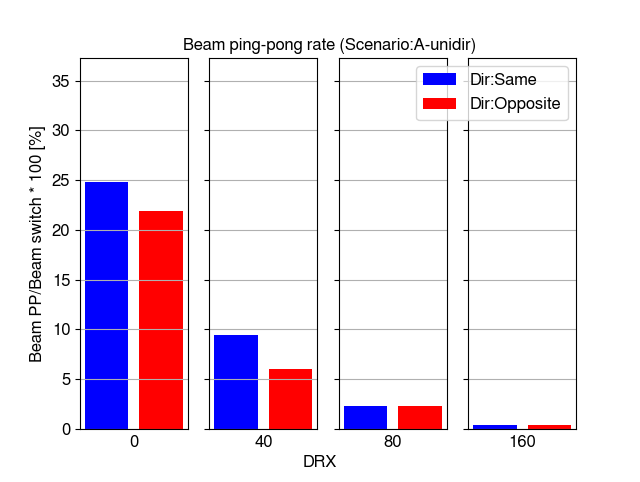 Beam ping-pong rate (Scenario:A-unidir)
Dir:Same
Dir:Opposite
Beam PP/Beam switch * 100 [%]
35
30
25
20
15
10
5
0
0
40
80
160
DRX